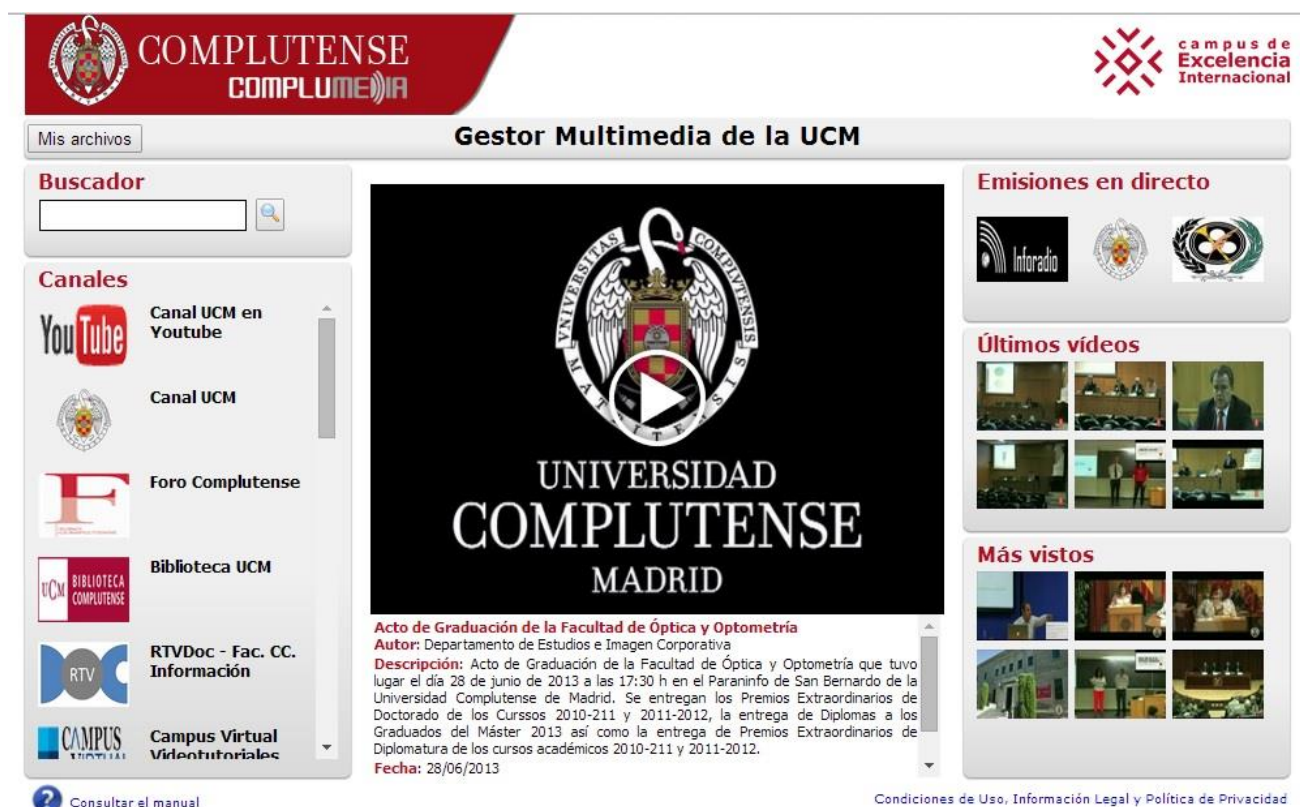 COMPLUTENSE
COMPLUMEDIA
campus de
Excelencia
Internacional
Mis archivos
Gestor Multimedia de la UCM
Buscador
Canales
You Tube
Canal UCM en
Youtube
Canal UCM
Foro Complutense
UCM BIBLIOTECA
COMPLUTENSE
Biblioteca UCM
RTV
RTVDoc - Fac. CC.
Información
CAMPUS
VIRTUAL
Campus Virtual
Videotutoriales
VNIVERSITAS COMPLVTENSIS
MATRITENSIS
UNIVERSIDAD
COMPLUTENSE
MADRID
Acto de Graduación de la Facultad de Óptica y Optometría
Autor: Departamento de Estudios e Imagen Corporativa
Descripción: Acto de Graduación de la Facultad de Óptica y Optometría que tuvo
lugar el día 28 de junio de 2013 a las 17:30 h en el Paraninfo de San Bernardo de la
Universidad Complutense de Madrid. Se entregan los Premios Extraordinarios de
Doctorado de los Curssos 2010-211 y 2011-2012, la entrega de Diplomas a los
Graduados del Máster 2013 así como la entrega de Premios Extraordinarios de
Diplomatura de los cursos académicos 2010-211 y 2011-2012.
Fecha: 28/06/2013
Emisiones en directo
Inforadio
Últimos vídeos
Más vistos
? Consultar el manual
Condiciones de Uso, Información Legal y Política de Privacidad